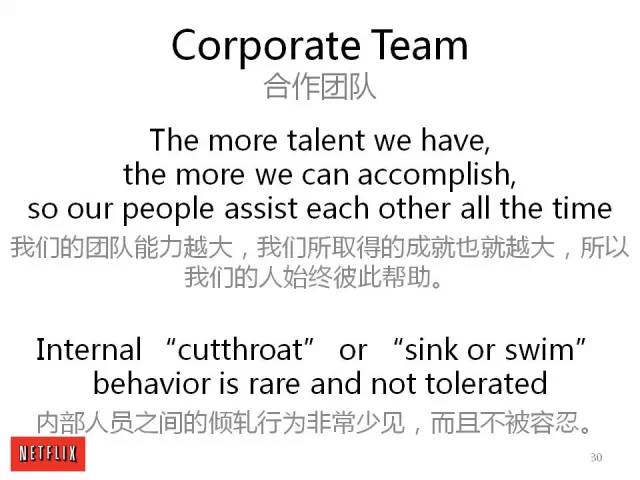 Corporate Team
合作团队
The more talent we have,
the more we can accomplish,
so our people assist each other all the time
我们的团队能力越大，我们所取得的成就也就越大，所以
我们的人始终彼此帮助。
Internal “cutthroat” or “sink or swim”
behavior is rare and not tolerated
内部人员之间的倾轧行为非常少见，而且不被容忍。
NETFLIX
30